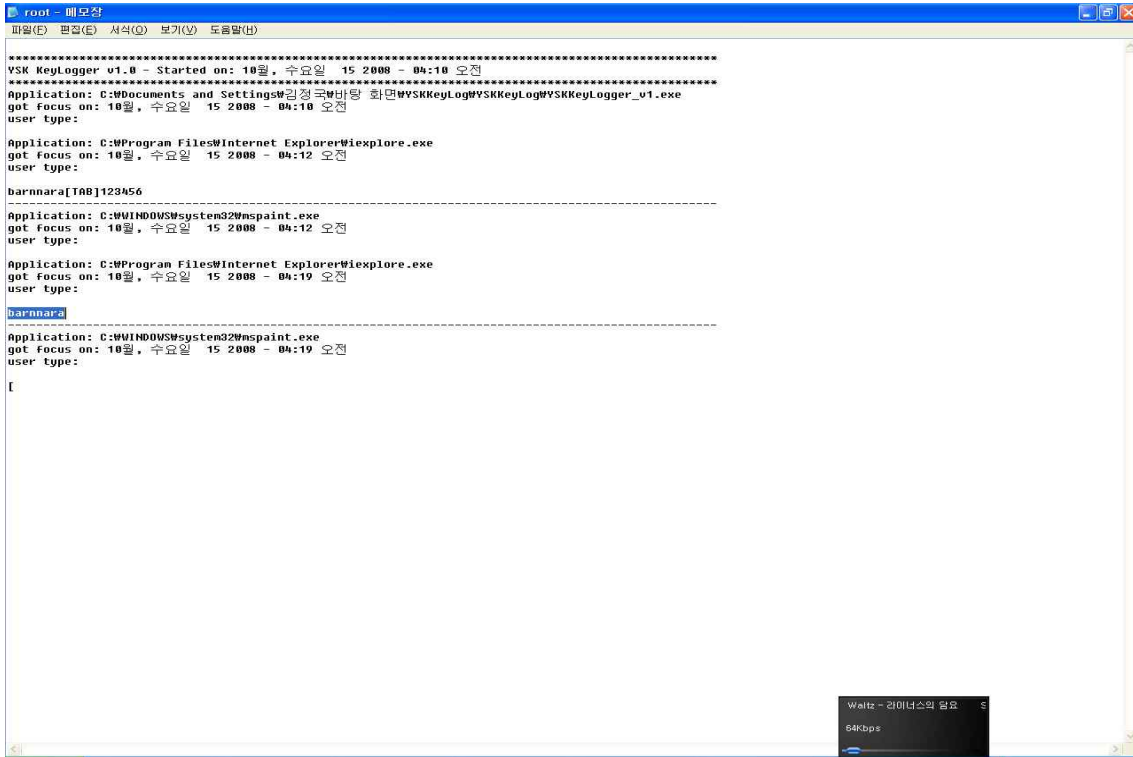 root - 메모장
파일(F) 편집(E) 서식(O) 보기(V) 도움말(H)
********************************************************************************
YSK KeyLogger v1.0 - Started on: 10월, 수요일 15 2008 - 04:10 오전
********************************************************************************
Application: C:₩Documents and Settings₩김정국₩바탕 화면₩YSKKeyLog₩YSKKeyLog₩YSKKeyLogger_v1.exe
got focus on: 10월, 수요일 15 2008 - 04:10 오전
user type:
Application: C:₩Program Files₩Internet Explorer₩iexplore.exe
got focus on: 10월, 수요일 15 2008 - 04:12 오전
user type:
barnnara[TAB]123456
--------------------------------------------------------------------------------
Application: C:₩WINDOWS₩system32₩mspaint.exe
got focus on: 10월, 수요일 15 2008 - 04:12 오전
user type:
Application: C:₩Program Files₩Internet Explorer₩iexplore.exe
got focus on: 10월, 수요일 15 2008 - 04:19 오전
user type:
barnnara
--------------------------------------------------------------------------------
Application: C:₩WINDOWS₩system32₩mspaint.exe
got focus on: 10월, 수요일 15 2008 - 04:19 오전
user type:
[
Waltz - 라이너스의 담요 S
64Kbps